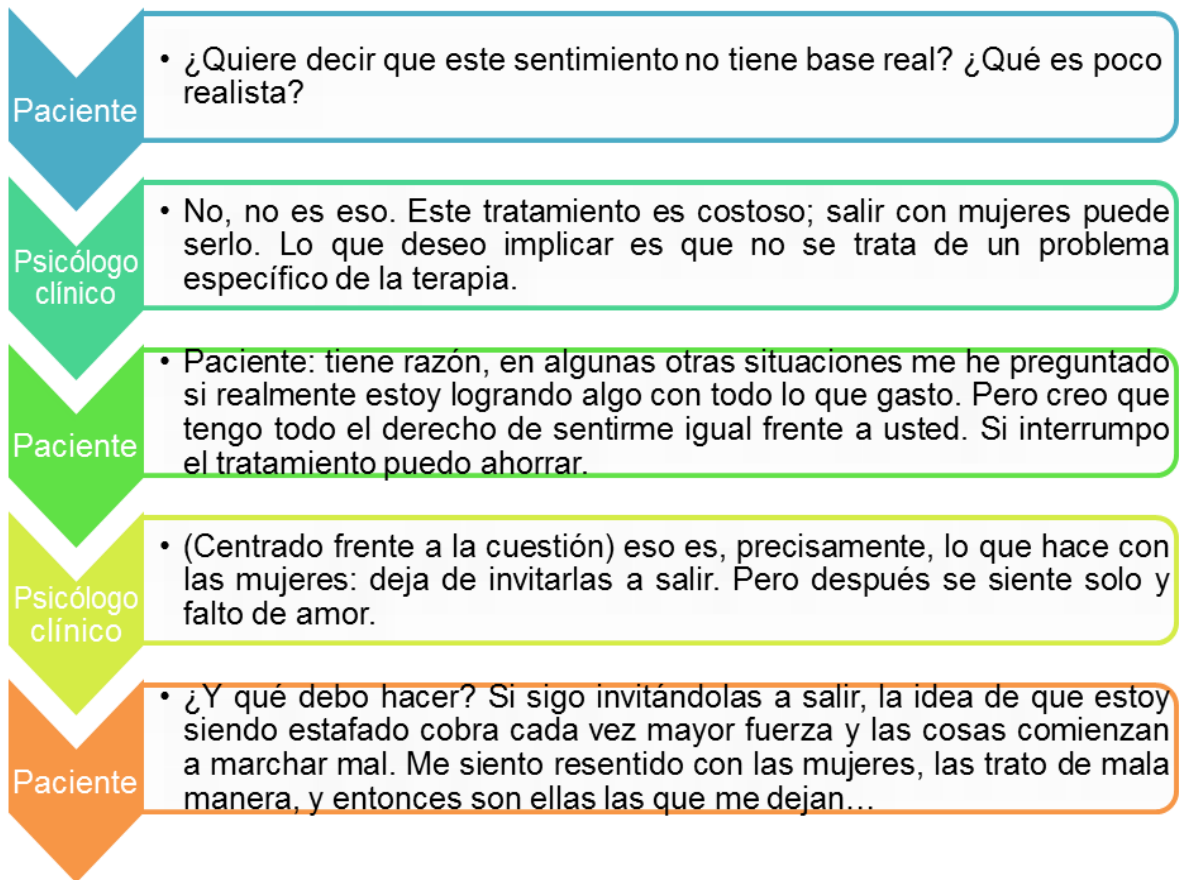 Paciente
• ¿Quiere decir que este sentimiento no tiene base real? ¿Qué es poco
realista?
Psicólogo
clínico
• No, no es eso. Este tratamiento es costoso; salir con mujeres puede
serlo. Lo que deseo implicar es que no se trata de un problema
específico de la terapia.
Paciente
• Paciente: tiene razón, en algunas otras situaciones me he preguntado
si realmente estoy logrando algo con todo lo que gasto. Pero creo que
tengo todo el derecho de sentirme igual frente a usted. Si interrumpo
el tratamiento puedo ahorrar.
Psicólogo
clínico
• (Centrado frente a la cuestión) eso es, precisamente, lo que hace con
las mujeres: deja de invitarlas a salir. Pero después se siente solo y
falto de amor.
Paciente
• ¿Y qué debo hacer? Si sigo invitándolas a salir, la idea de que estoy
siendo estafado cobra cada vez mayor fuerza y las cosas comienzan
a marchar mal. Me siento resentido con las mujeres, las trato de mala
manera, y entonces son ellas las que me dejan…